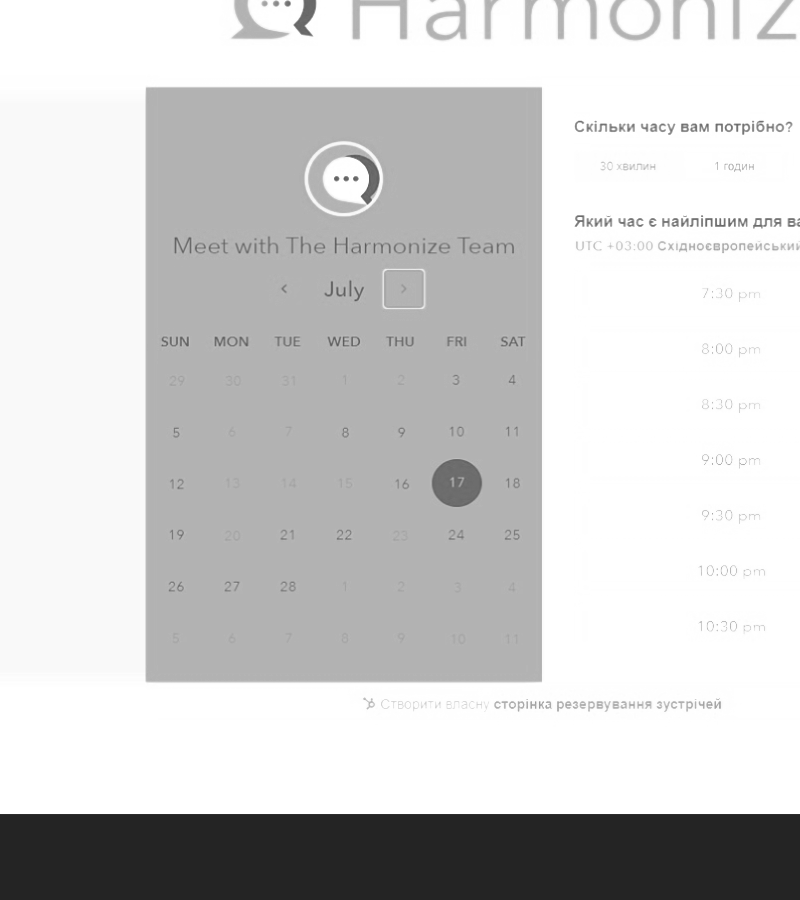 Harmoniz
Meet with The Harmonize Team
July
SUN MON TUE WED THU FRI SAT
29 30 31 1 2 3 4
5 6 7 8 9 10 11
12 13 14 15 16 17 18
19 20 21 22 23 24 25
26 27 28 1 2 3 4
5 6 7 8 9 10 11
Скільки часу вам потрібно?
30 хвилин 1 годин
Який час є найліпшим для ва
UTC +03:00 Східноєвропейський
7:30 pm
8:00 pm
8:30 pm
9:00 pm
9:30 pm
10:00 pm
10:30 pm
Створити власну сторінка резервування зустрічей